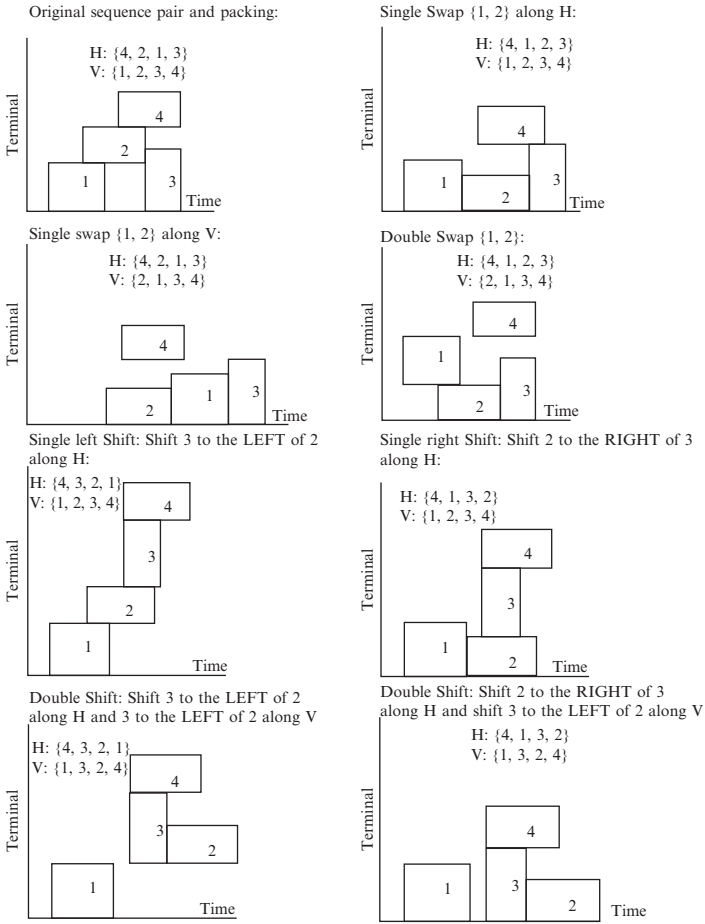 Original sequence pair and packing:
H: {4, 2, 1, 3}
V: {1, 2, 3, 4}
Terminal
4
2
1
3
Time
Single Swap {1, 2} along H:
H: {4, 1, 2, 3}
V: {1, 2, 3, 4}
Terminal
4
1
3
2
Time
Single swap {1, 2} along V:
H: {4, 2, 1, 3}
V: {2, 1, 3, 4}
Terminal
4
1
3
2
Time
Double Swap {1, 2}:
H: {4, 1, 2, 3}
V: {2, 1, 3, 4}
Terminal
4
1
3
2
Time
Single left Shift: Shift 3 to the LEFT of 2
along H:
H: {4, 3, 2, 1}
V: {1, 2, 3, 4}
Terminal
4
3
2
1
Time
Single right Shift: Shift 2 to the RIGHT of 3
along H:
H: {4, 1, 3, 2}
V: {1, 2, 3, 4}
Terminal
4
3
1
2
Time
Double Shift: Shift 3 to the LEFT of 2
along H and 3 to the LEFT of 2 along V
H: {4, 3, 2, 1}
V: {1, 3, 2, 4}
Terminal
4
3
2
1
Time
Double Shift: Shift 2 to the RIGHT of 3
along H and shift 3 to the LEFT of 2 along V
H: {4, 1, 3, 2}
V: {1, 3, 2, 4}
Terminal
4
1
3
2
Time